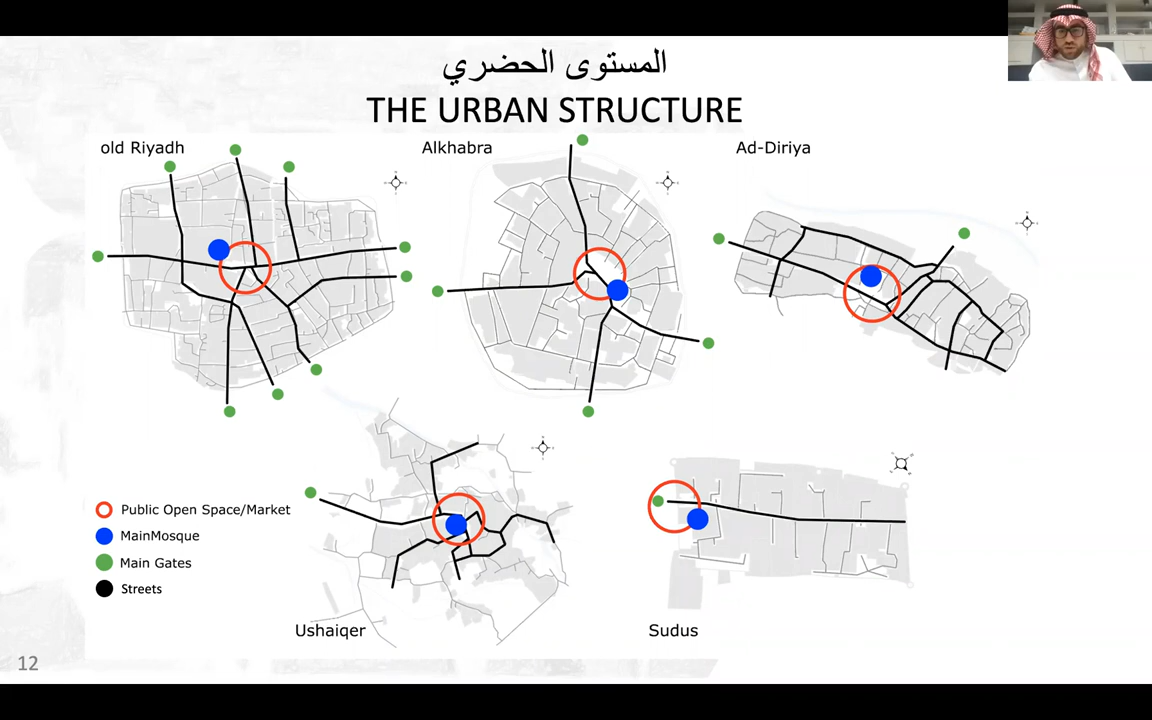 المستوى الحضري
THE URBAN STRUCTURE
old Riyadh
Alkhabra
Ad-Diriya
Public Open Space/Market
MainMosque
Main Gates
Streets
Ushaiqer
Sudus
12